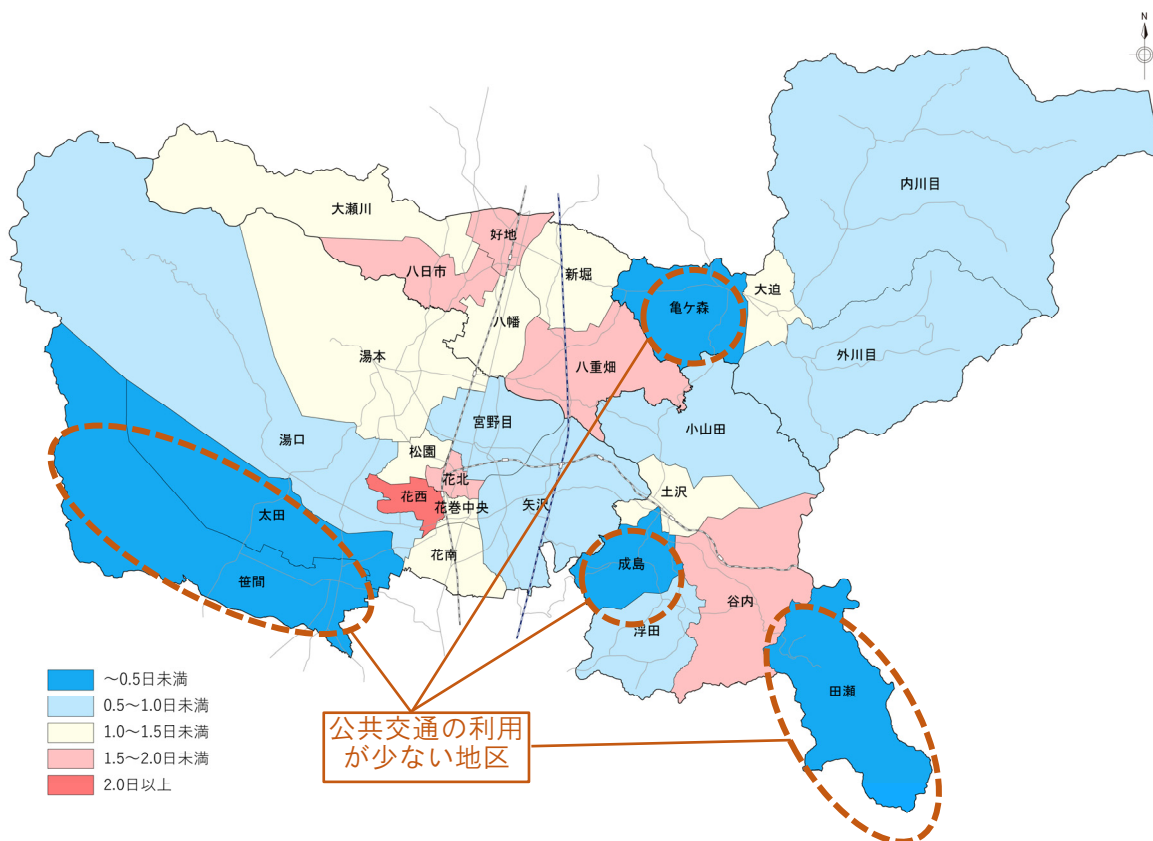 N
内川目
大瀬川
好地
八日市
新堀
大迫
亀ケ森
八幡
外川目
湯本
八重畑
宮野目
小山田
湯口
松園
花北
土沢
花西
花巻中央
矢沢
太田
花南
成島
笹間
谷内
浮田
田瀬
～0.5日未満
0.5～1.0日未満
1.0～1.5日未満
1.5～2.0日未満
2.0日以上
公共交通の利用
が少ない地区